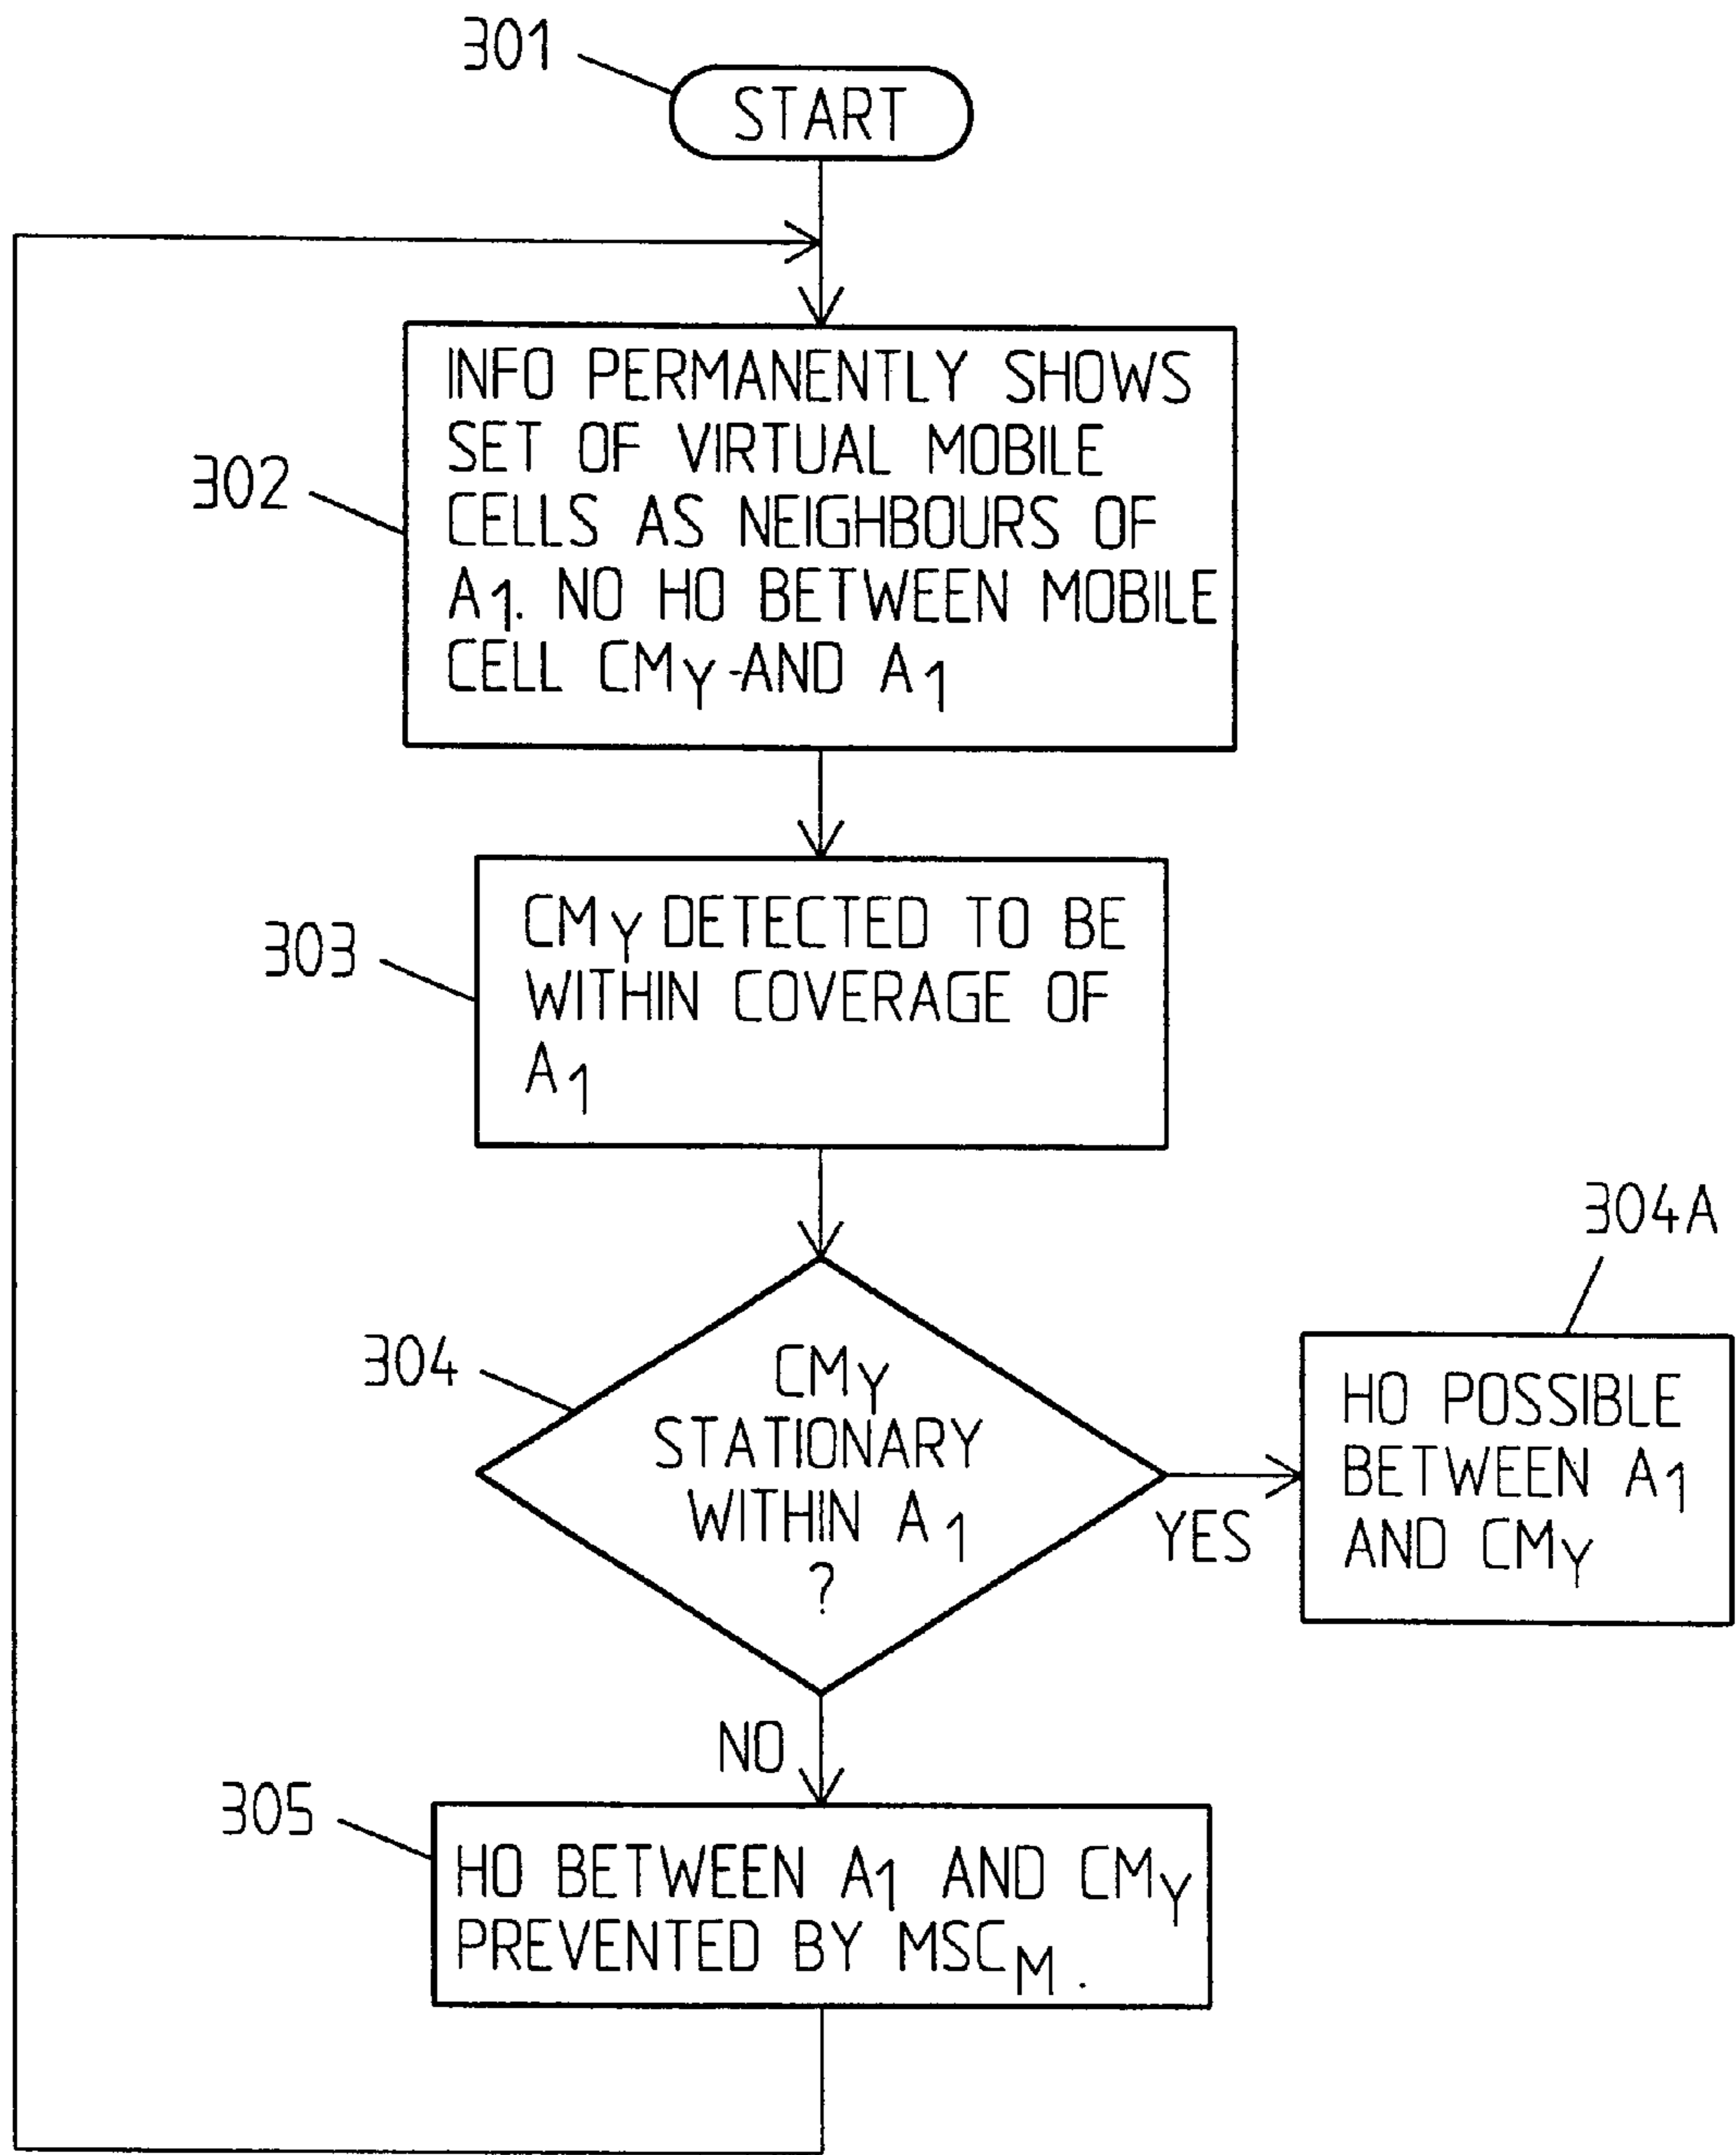 301
START
302
INFO PERMANENTLY SHOWS
SET OF VIRTUAL MOBILE
CELLS AS NEIGHBOURS OF
A1. NO HO BETWEEN MOBILE
CELL CMY-AND A1
303
CMY DETECTED TO BE
WITHIN COVERAGE OF
A1
304
CMY
STATIONARY
WITHIN A1
?
YES
304A
HO POSSIBLE
BETWEEN A1
AND CMY
NO
305
HO BETWEEN A1 AND CMY
PREVENTED BY MSCM.